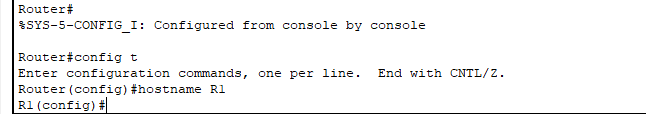 Router#
%SYS-5-CONFIG_I: Configured from console by console
Router#config t
Enter configuration commands, one per line.  End with CNTL/Z.
Router(config)#hostname R1
R1(config)#